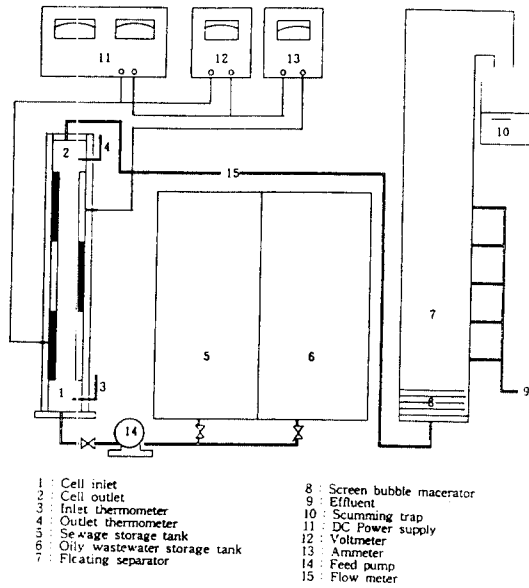 11
12
13
2
4
15
10
7
5
6
3
1
8
9
14
1 : Cell inlet
2 : Cell outlet
3 : Inlet thermometer
4 : Outlet thermometer
5 : Sewage storage tank
6 : Oily wastewater storage tank
7 : Floating separator
8 : Screen bubble macerator
9 : Effluent
10 : Scumming trap
11 : DC Power supply
12 : Voltmeter
13 : Ammeter
14 : Feed pump
15 : Flow meter